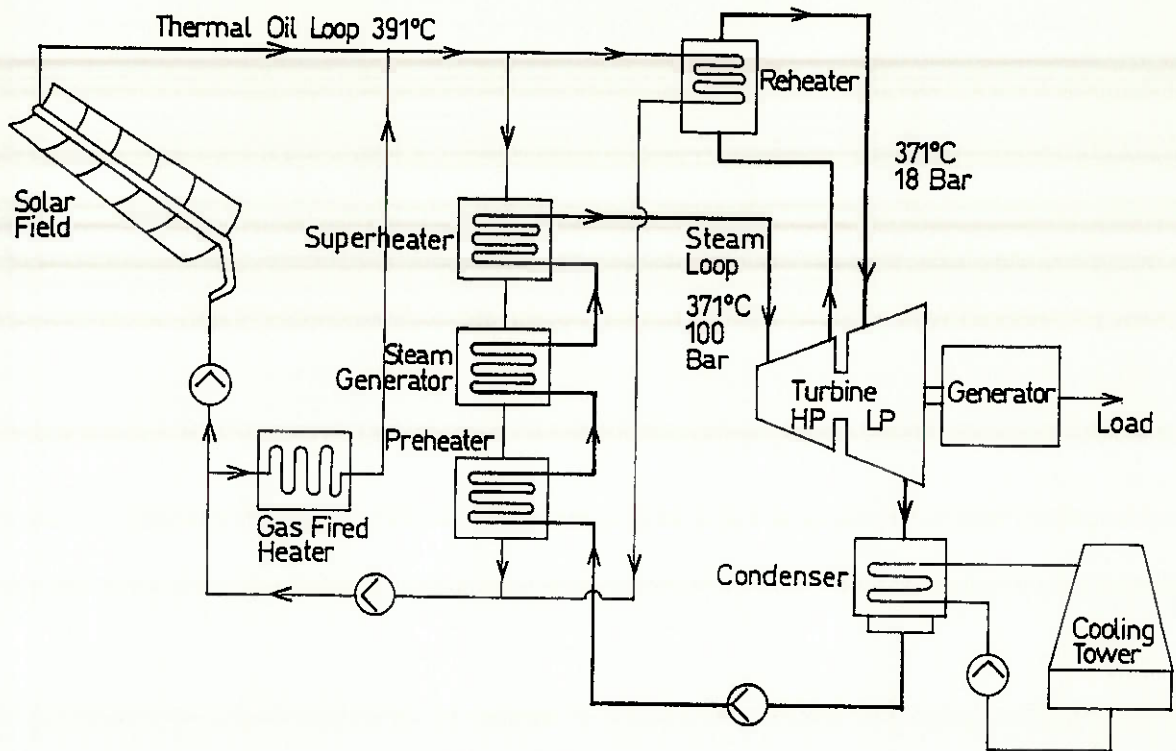 Thermal Oil Loop 391°C
Reheater
371°C
18 Bar
Solar
Field
Superheater
Steam
Loop
371°C
100
Bar
Steam
Generator
Turbine
HP LP
Generator
Load
Preheater
Gas Fired
Heater
Condenser
Cooling
Tower